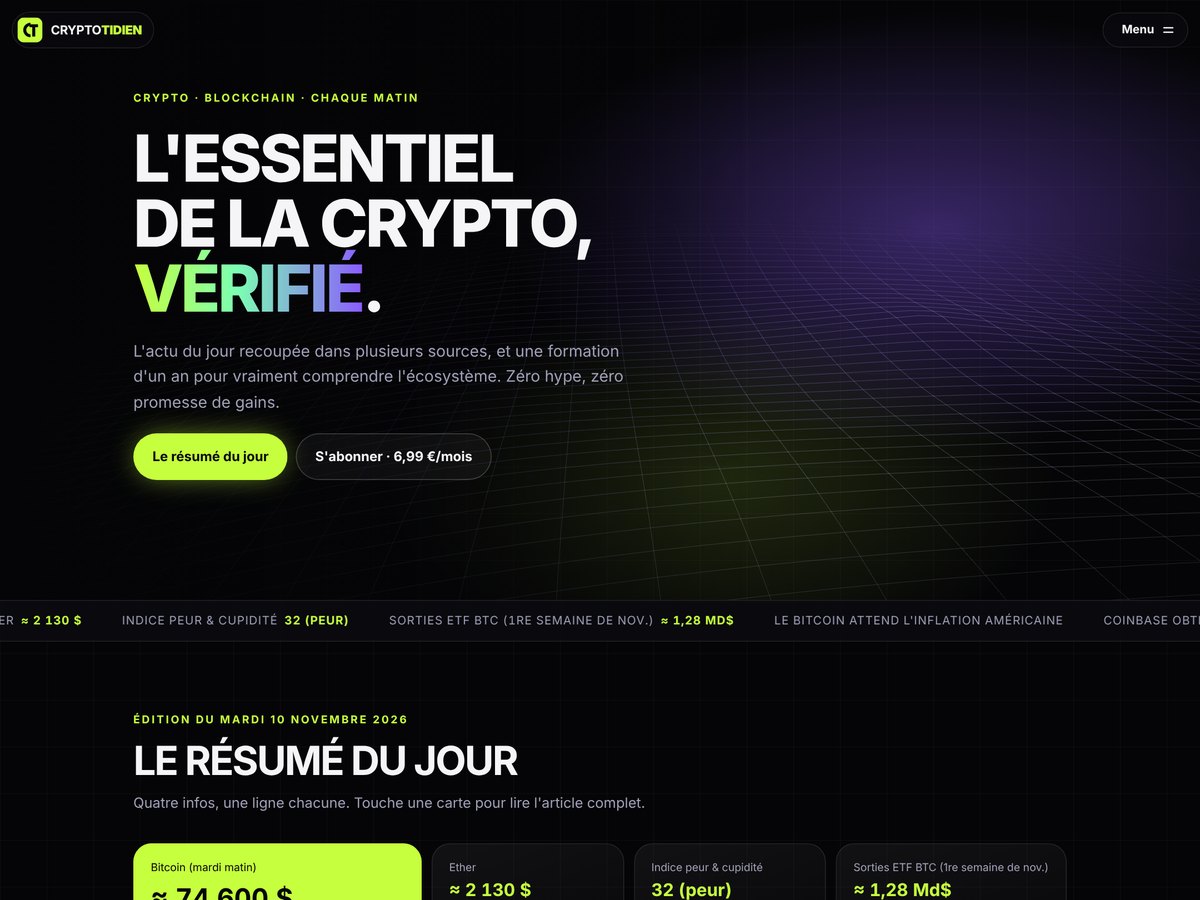 CRYPTOTIDIEN
Menu
CRYPTO · BLOCKCHAIN · CHAQUE MATIN
L'ESSENTIEL
DE LA CRYPTO,
VÉRIFIÉ.
L'actu du jour recoupée dans plusieurs sources, et une formation
d'un an pour vraiment comprendre l'écosystème. Zéro hype, zéro
promesse de gains.
Le résumé du jour
S'abonner · 6,99 €/mois
ER ≈ 2 130 $ INDICE PEUR & CUPIDITÉ 32 (PEUR) SORTIES ETF BTC (1RE SEMAINE DE NOV.) ≈ 1,28 MD$ LE BITCOIN ATTEND L'INFLATION AMÉRICAINE COINBASE OBT
ÉDITION DU MARDI 10 NOVEMBRE 2026
LE RÉSUMÉ DU JOUR
Quatre infos, une ligne chacune. Touche une carte pour lire l'article complet.
Bitcoin (mardi matin)
≈ 74 600 $
Ether
≈ 2 130 $
Indice peur & cupidité
32 (peur)
Sorties ETF BTC (1re semaine de nov.)
≈ 1,28 Md$